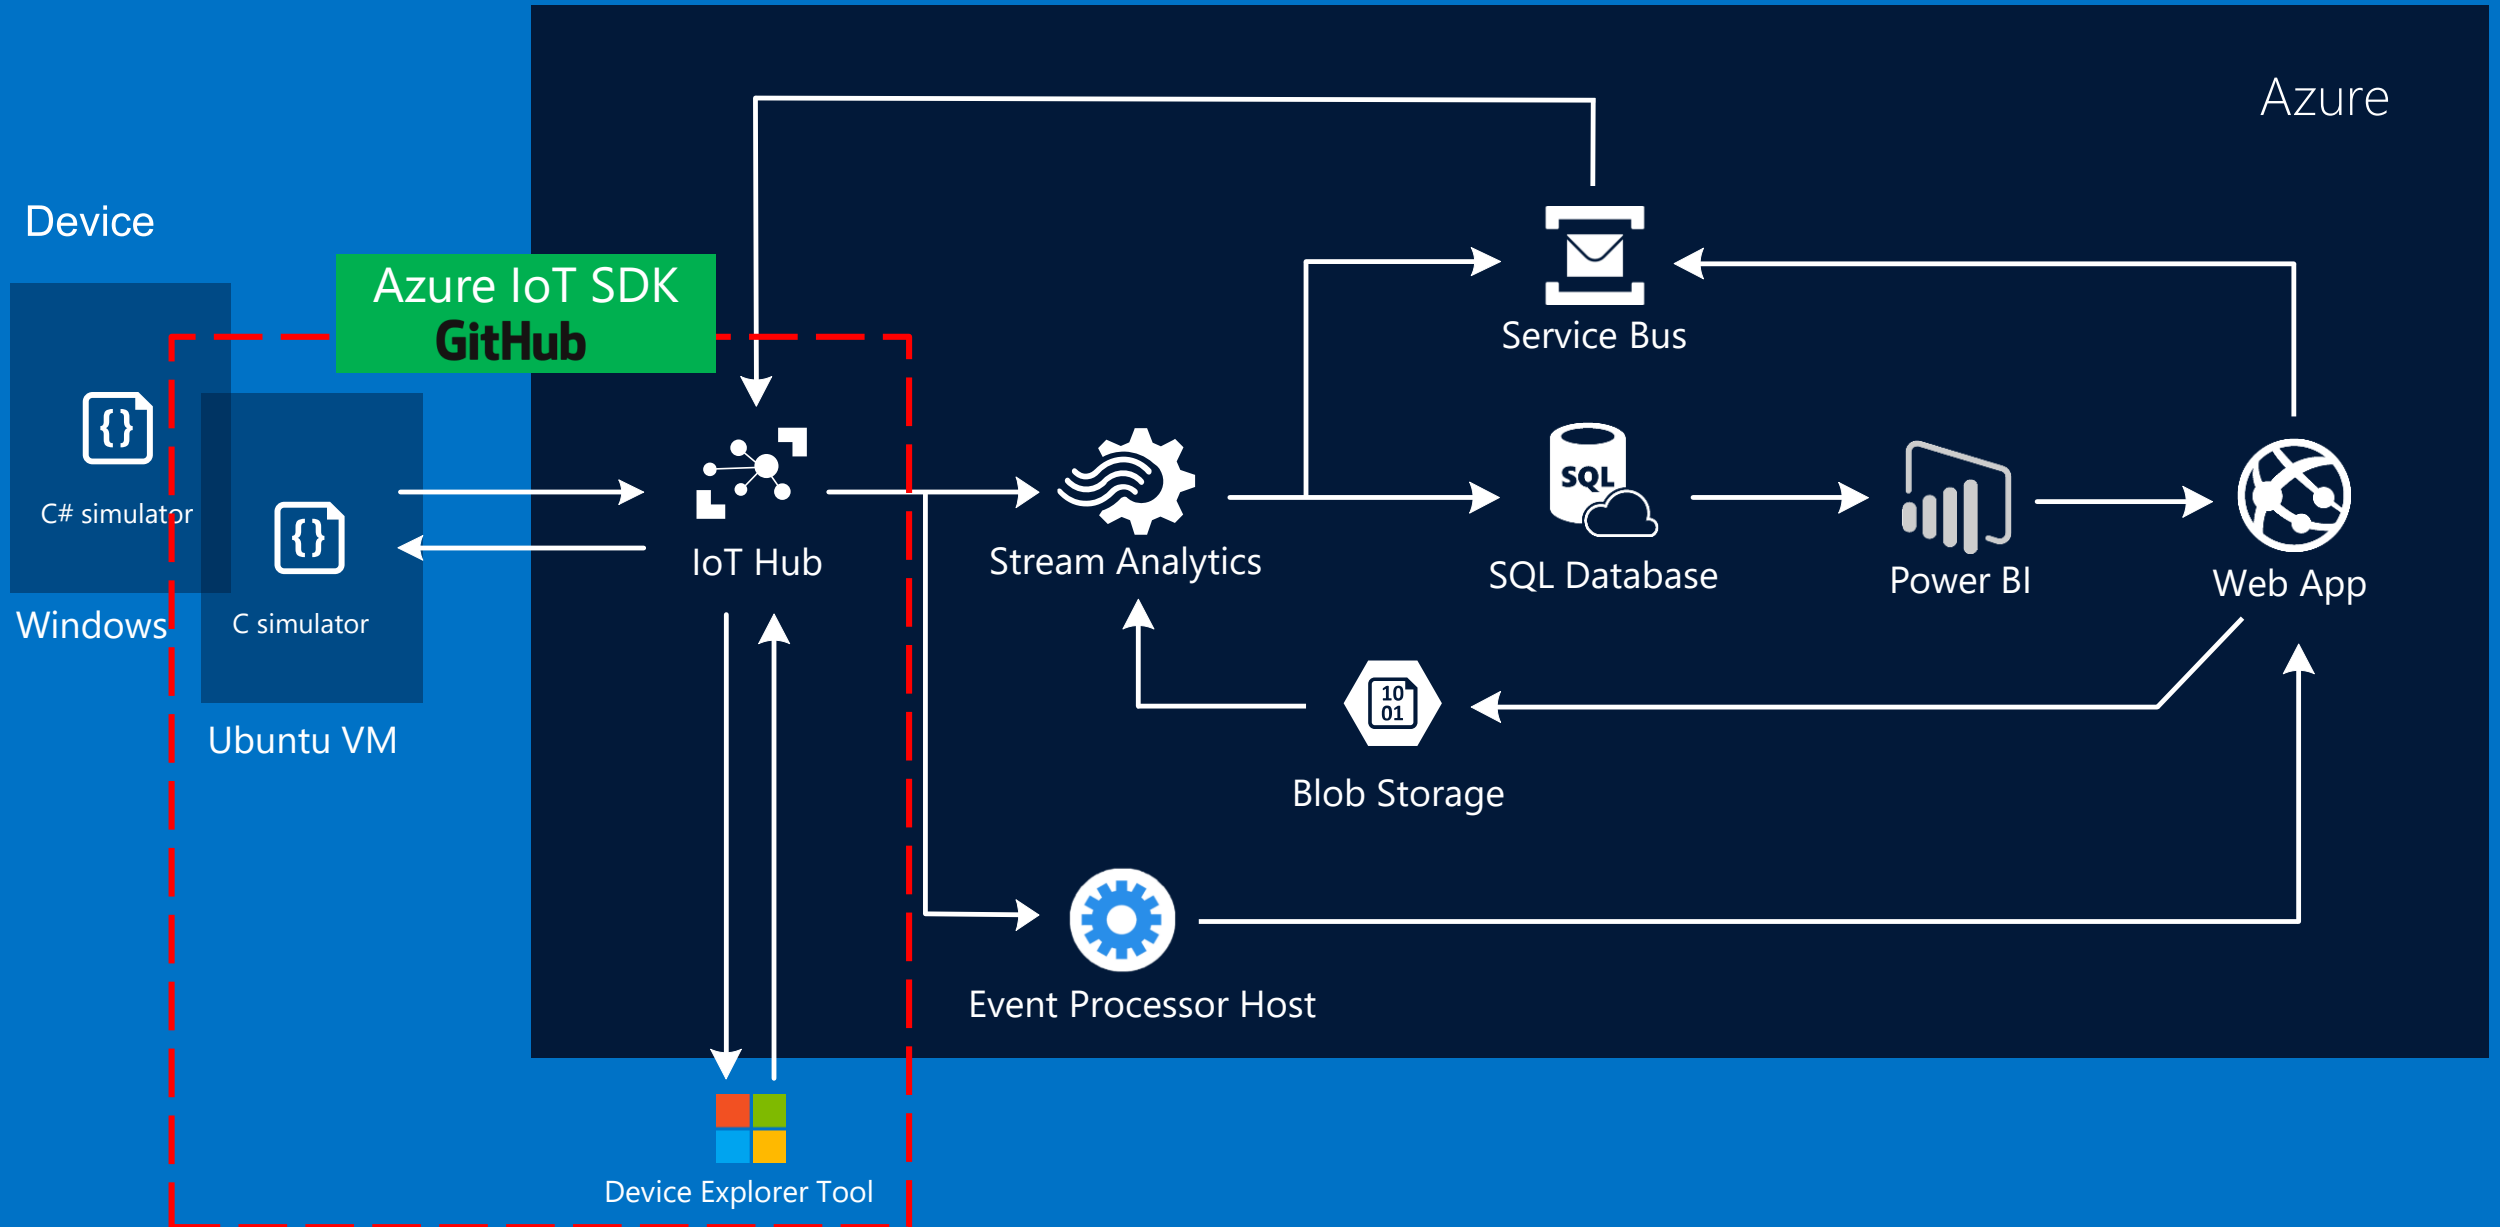 Azure
Device
Azure IoT SDK
GitHub
{}
C# simulator
Windows
{}
C simulator
Ubuntu VM
IoT Hub
Stream Analytics
Service Bus
SQL
SQL Database
Power BI
Web App
10
01
Blob Storage
Event Processor Host
Device Explorer Tool